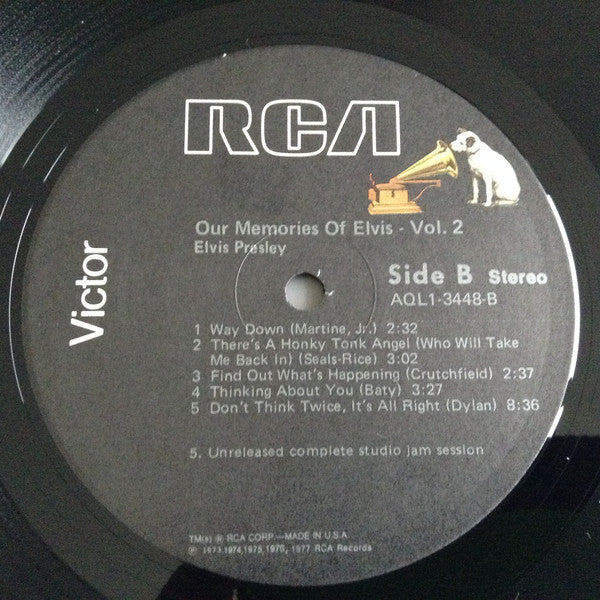 RCA
Victor
Our Memories Of Elvis - Vol. 2
Elvis Presley
Side B Stereo
AQL1-3448-B
1 Way Down (Martine, Jr.) 2:32
2 There's A Honky Tonk Angel (Who Will Take
Me Back In) (Seals-Rice) 3:02
3 Find Out What's Happening (Crutchfield) 2:37
4 Thinking About You (Baty) 3:27
5 Don't Think Twice, It's All Right (Dylan) 8:36
5. Unreleased complete studio jam session
TM(s) ® RCA CORP.—MADE IN U.S.A.
℗ 1973,1974,1975,1976, 1977 RCA Records